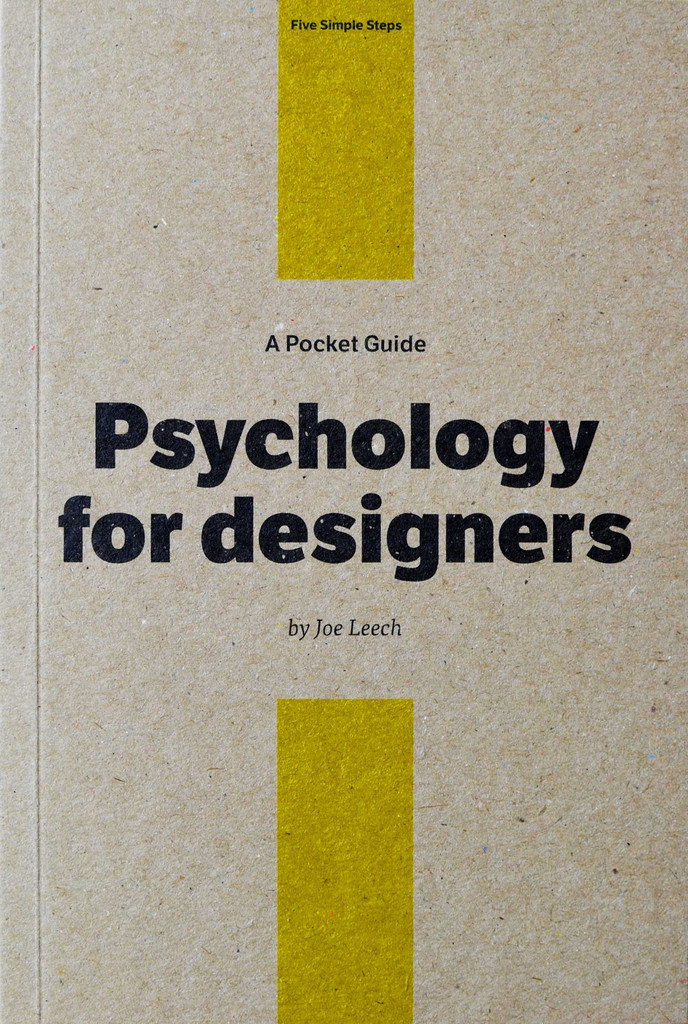 Five Simple Steps
A Pocket Guide
Psychology
for designers
by Joe Leech